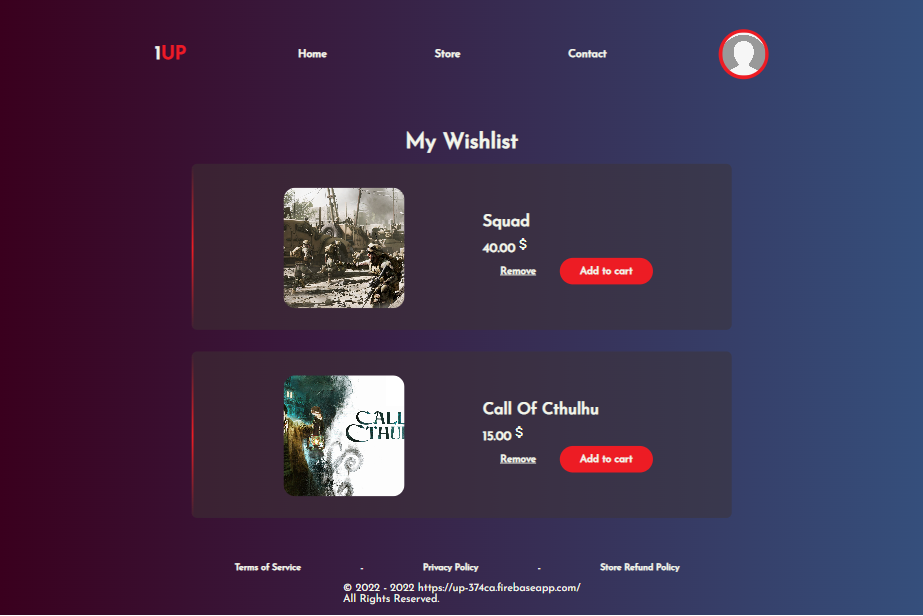 1UP Home Store Contact
My Wishlist
Squad
40.00 $
Remove Add to cart
CALL
CTHU
Call Of Cthulhu
15.00 $
Remove Add to cart
Terms of Service - Privacy Policy - Store Refund Policy
© 2022 - 2022 https://up-374ca.firebaseapp.com/
All Rights Reserved.